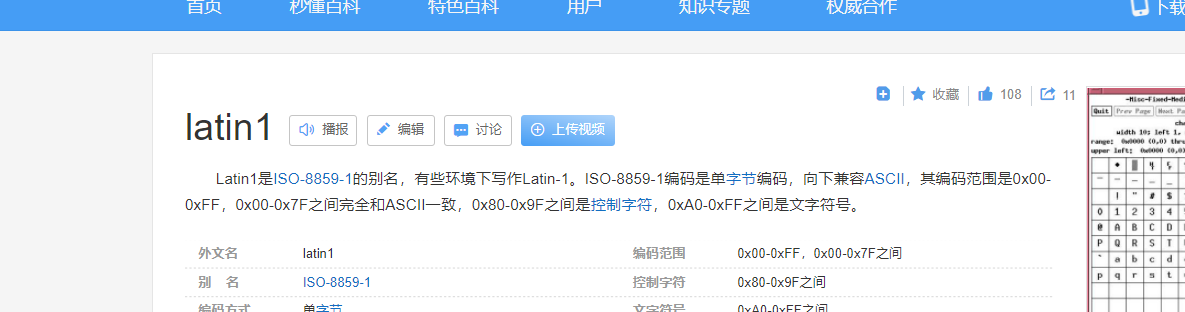 首页 秒懂百科 特色百科 用户 知识专题 权威合作 下载
收藏 108 11
latin1 播报 编辑 讨论 上传视频
Latin1是ISO-8859-1的别名，有些环境下写作Latin-1。ISO-8859-1编码是单字节编码，向下兼容ASCII，其编码范围是0x00-
0xFF，0x00-0x7F之间完全和ASCII一致，0x80-0x9F之间是控制字符，0xA0-0xFF之间是文字符号。
外文名 latin1 编码范围 0x00-0xFF，0x00-0x7F之间
别 名 ISO-8859-1 控制字符 0x80-0x9F之间
编码方式 单字节 文字符号 0xA0-0xFF之间
-Misc-Fixed-Medi
Quit Prev Page Next Pa
width 10; left 1,
range: 0x0000 (0,0) thru
upper left: 0x0000 (0,0)
! " # $
0 1 2 3 4
@ A B C D
P Q R S T
` a b c d
p q r s t